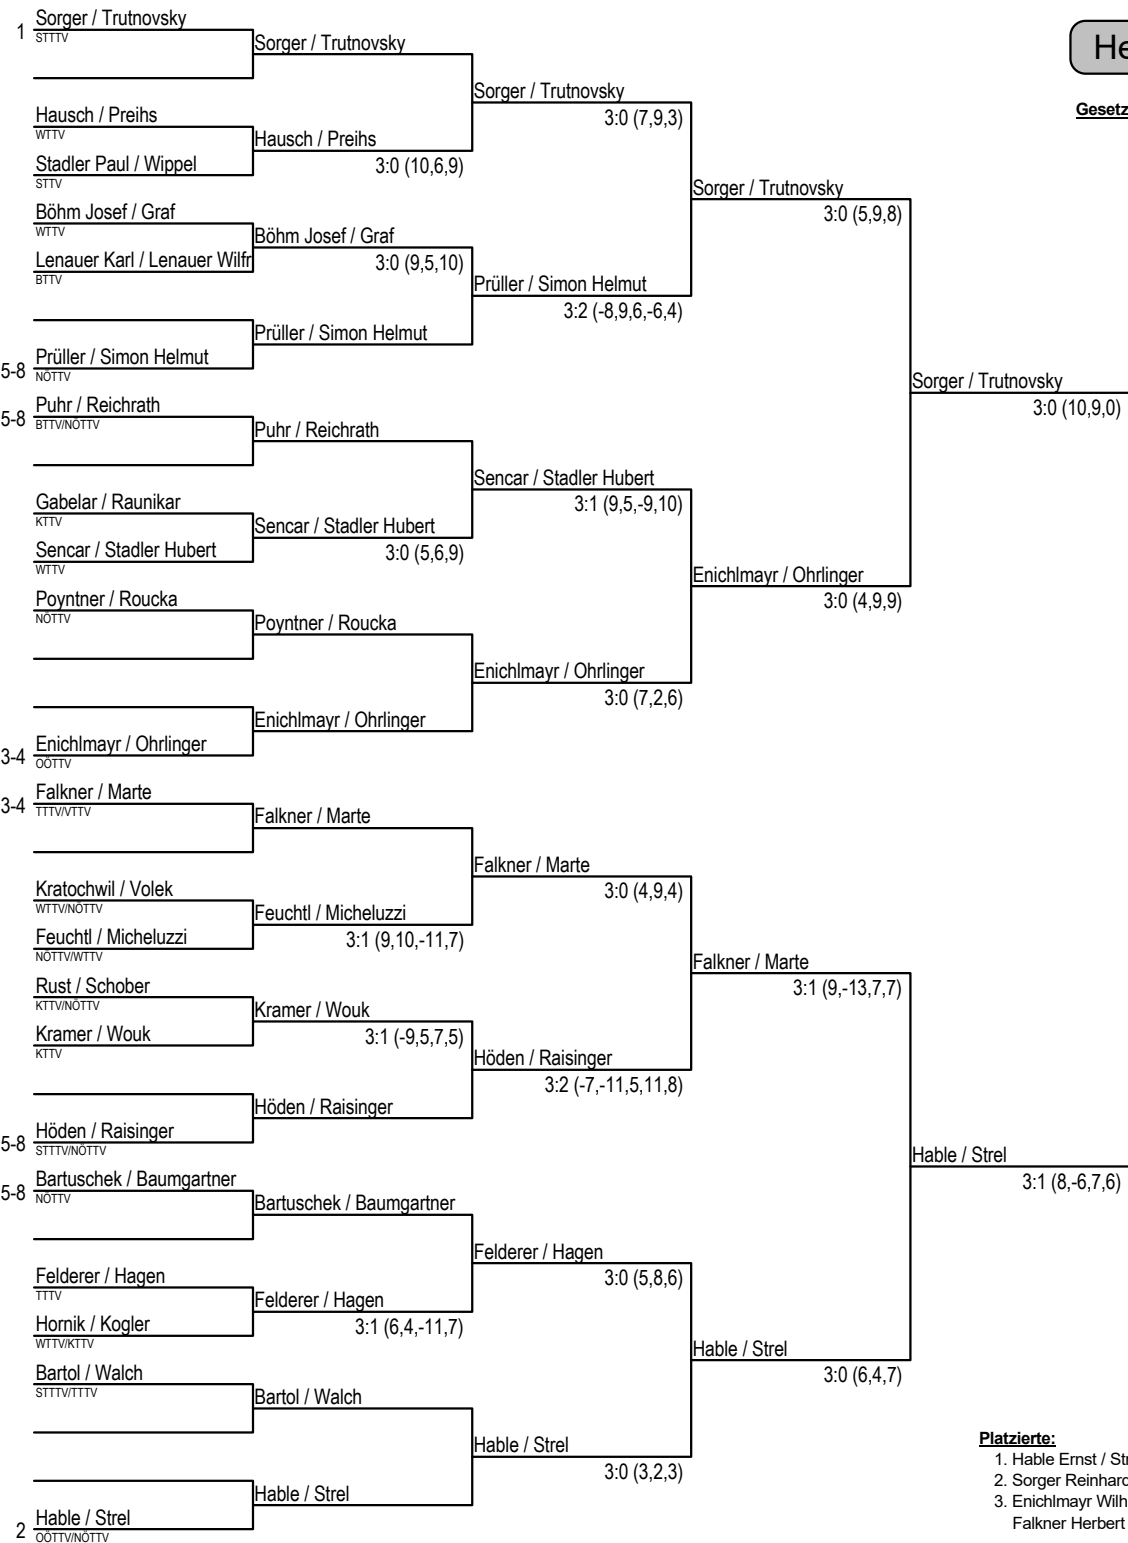 1 Sorger / Trutnovsky
STTTV
Hausch / Preihs
WTTV
Stadler Paul / Wippel
STTV
Böhm Josef / Graf
WTTV
Lenauer Karl / Lenauer Wilfr
BTTV
5-8 Prüller / Simon Helmut
NÖTTV
5-8 Puhr / Reichrath
BTTV/NÖTTV
Gabelar / Raunikar
KTTV
Sencar / Stadler Hubert
WTTV
Poyntner / Roucka
NÖTTV
3-4 Enichlmayr / Ohrlinger
OÖTTV
3-4 Falkner / Marte
TTTV/VTTV
Kratochwil / Volek
WTTV/NÖTTV
Feuchtl / Micheluzzi
NÖTTV/WTTV
Rust / Schober
KTTV/NÖTTV
Kramer / Wouk
KTTV
5-8 Höden / Raisinger
STTTV/NÖTTV
5-8 Bartuschek / Baumgartner
NÖTTV
Felderer / Hagen
TTTV
Hornik / Kogler
WTTV/KTTV
Bartol / Walch
STTTV/TTTV
2 Hable / Strel
OÖTTV/NÖTTV
Sorger / Trutnovsky
Hausch / Preihs
3:0 (10,6,9)
Böhm Josef / Graf
3:0 (9,5,10)
Prüller / Simon Helmut
Puhr / Reichrath
Sencar / Stadler Hubert
3:0 (5,6,9)
Poyntner / Roucka
Enichlmayr / Ohrlinger
Falkner / Marte
Feuchtl / Micheluzzi
3:1 (9,10,-11,7)
Kramer / Wouk
3:1 (-9,5,7,5)
Höden / Raisinger
Bartuschek / Baumgartner
Felderer / Hagen
3:1 (6,4,-11,7)
Bartol / Walch
Hable / Strel
Sorger / Trutnovsky
3:0 (7,9,3)
Prüller / Simon Helmut
3:2 (-8,9,6,-6,4)
Sencar / Stadler Hubert
3:1 (9,5,-9,10)
Enichlmayr / Ohrlinger
3:0 (7,2,6)
Falkner / Marte
3:0 (4,9,4)
Höden / Raisinger
3:2 (-7,-11,5,11,8)
Felderer / Hagen
3:0 (5,8,6)
Hable / Strel
3:0 (3,2,3)
Sorger / Trutnovsky
3:0 (5,9,8)
Enichlmayr / Ohrlinger
3:0 (4,9,9)
Falkner / Marte
3:1 (9,-13,7,7)
Hable / Strel
3:0 (6,4,7)
Sorger / Trutnovsky
3:0 (10,9,0)
Hable / Strel
3:1 (8,-6,7,6)
He
Gesetz
Platzierte:
1. Hable Ernst / Str
2. Sorger Reinhard
3. Enichlmayr Wilh
Falkner Herbert